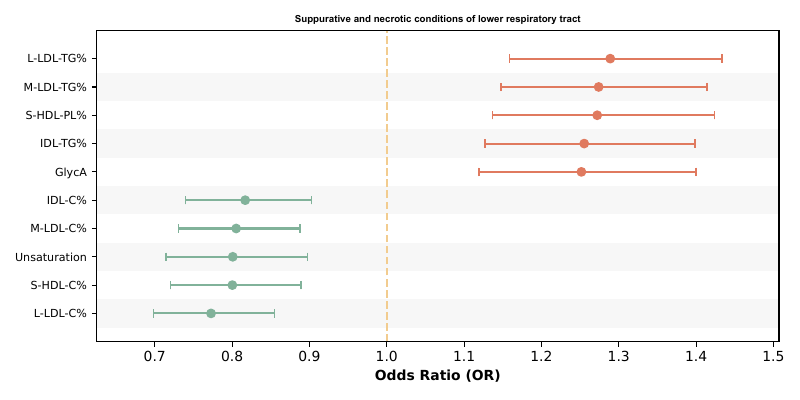 Suppurative and necrotic conditions of lower respiratory tract
L-LDL-TG%
M-LDL-TG%
S-HDL-PL%
IDL-TG%
GlycA
IDL-C%
M-LDL-C%
Unsaturation
S-HDL-C%
L-LDL-C%
0.7 0.8 0.9 1.0 1.1 1.2 1.3 1.4 1.5
Odds Ratio (OR)